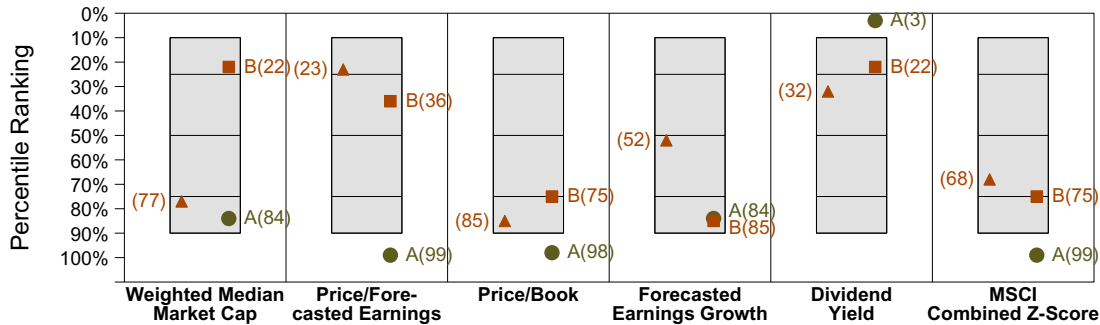 Percentile Ranking
0%
10%
20%
30%
40%
50%
60%
70%
80%
90%
100%
(77)
B(22)
A(84)
Weighted Median
Market Cap
(23)
B(36)
A(99)
Price/Fore-
casted Earnings
(85)
B(75)
A(98)
Price/Book
(52)
A(84)
B(85)
Forecasted
Earnings Growth
(32)
A(3)
B(22)
Dividend
Yield
(68)
B(75)
A(99)
MSCI
Combined Z-Score